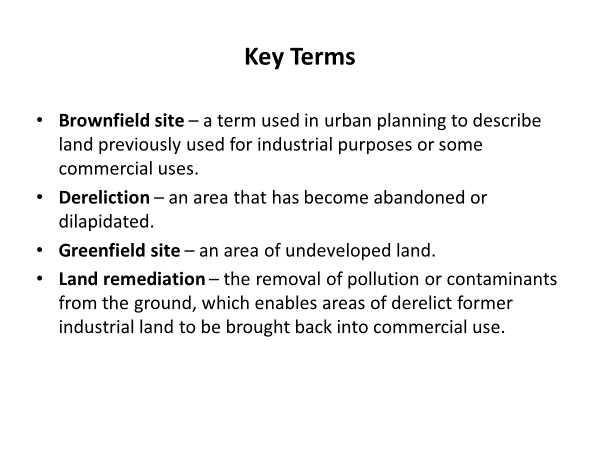 Key Terms
• Brownfield site – a term used in urban planning to describe
land previously used for industrial purposes or some
commercial uses.
• Dereliction – an area that has become abandoned or
dilapidated.
• Greenfield site – an area of undeveloped land.
• Land remediation – the removal of pollution or contaminants
from the ground, which enables areas of derelict former
industrial land to be brought back into commercial use.